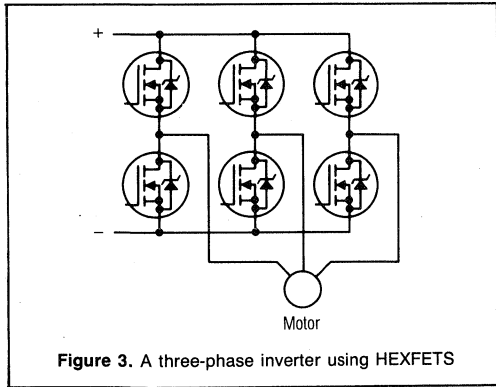 +
−
Motor
Figure 3. A three-phase inverter using HEXFETS